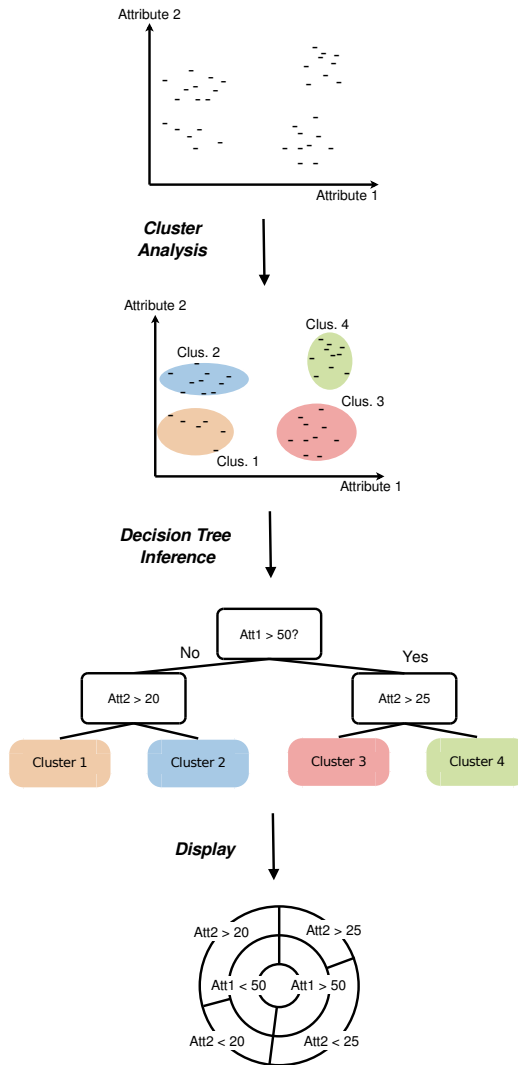 Attribute 2
Attribute 1
Cluster
Analysis
Attribute 2
Clus. 4
Clus. 2
Clus. 3
Clus. 1
Attribute 1
Decision Tree
Inference
Att1 > 50?
No
Yes
Att2 > 20
Att2 > 25
Cluster 1
Cluster 2
Cluster 3
Cluster 4
Display
Att2 > 20
Att2 > 25
Att1 < 50
Att1 > 50
Att2 < 20
Att2 < 25